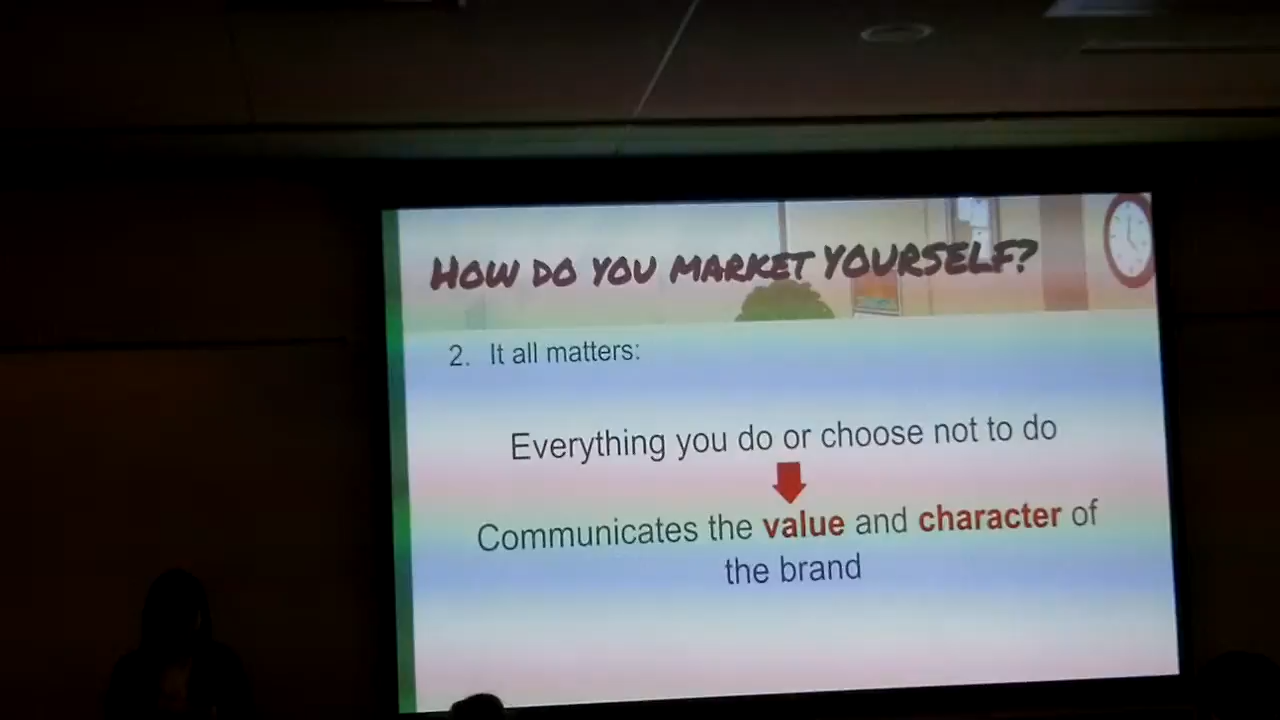 HOW DO YOU MARKET YOURSELF?
2. It all matters:
Everything you do or choose not to do
Communicates the value and character of
the brand